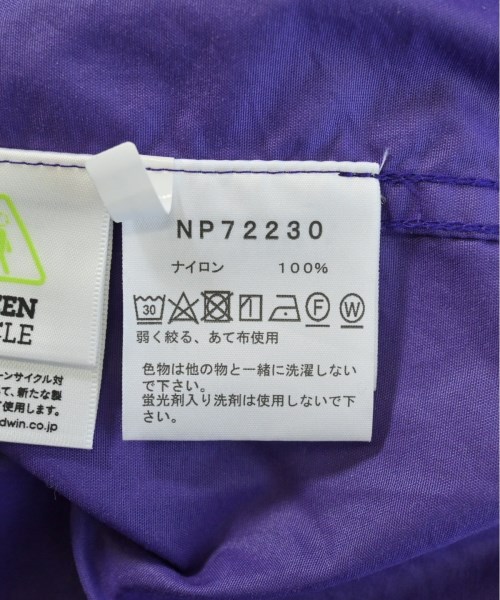 NP72230
ナイロン 100%
30 F W
弱く絞る、あて布使用
色物は他の物と一緒に洗濯しない
で下さい。
蛍光剤入り洗剤は使用しないで下
さい。
EN
CLE
ーンサイクル対
て、新たな製
使用します。
dwin.co.jp